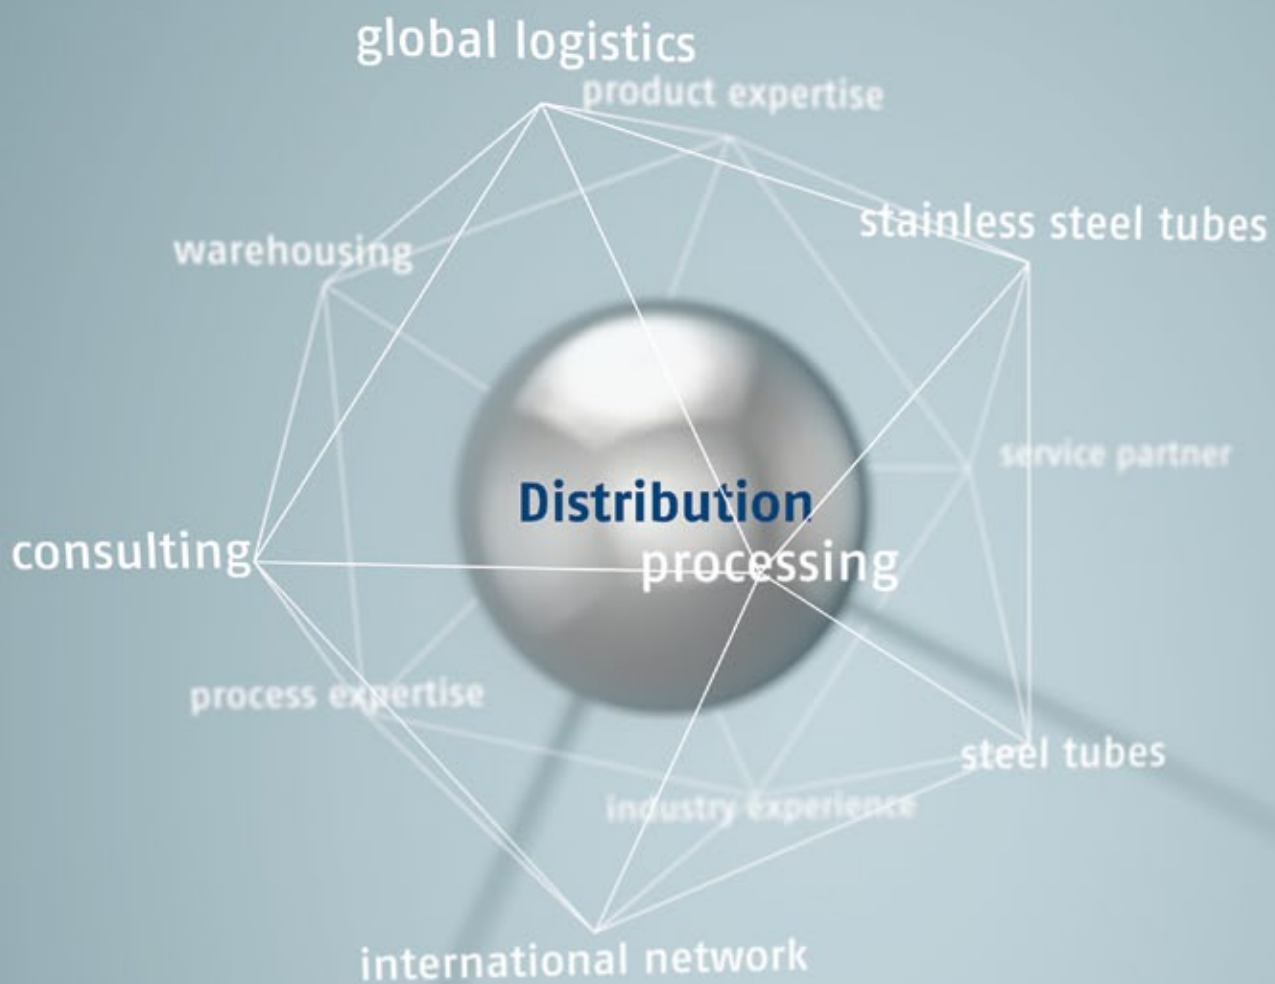 global logistics
product expertise
stainless steel tubes
warehousing
service partner
Distribution
consulting
processing
process expertise
steel tubes
industry experience
international network